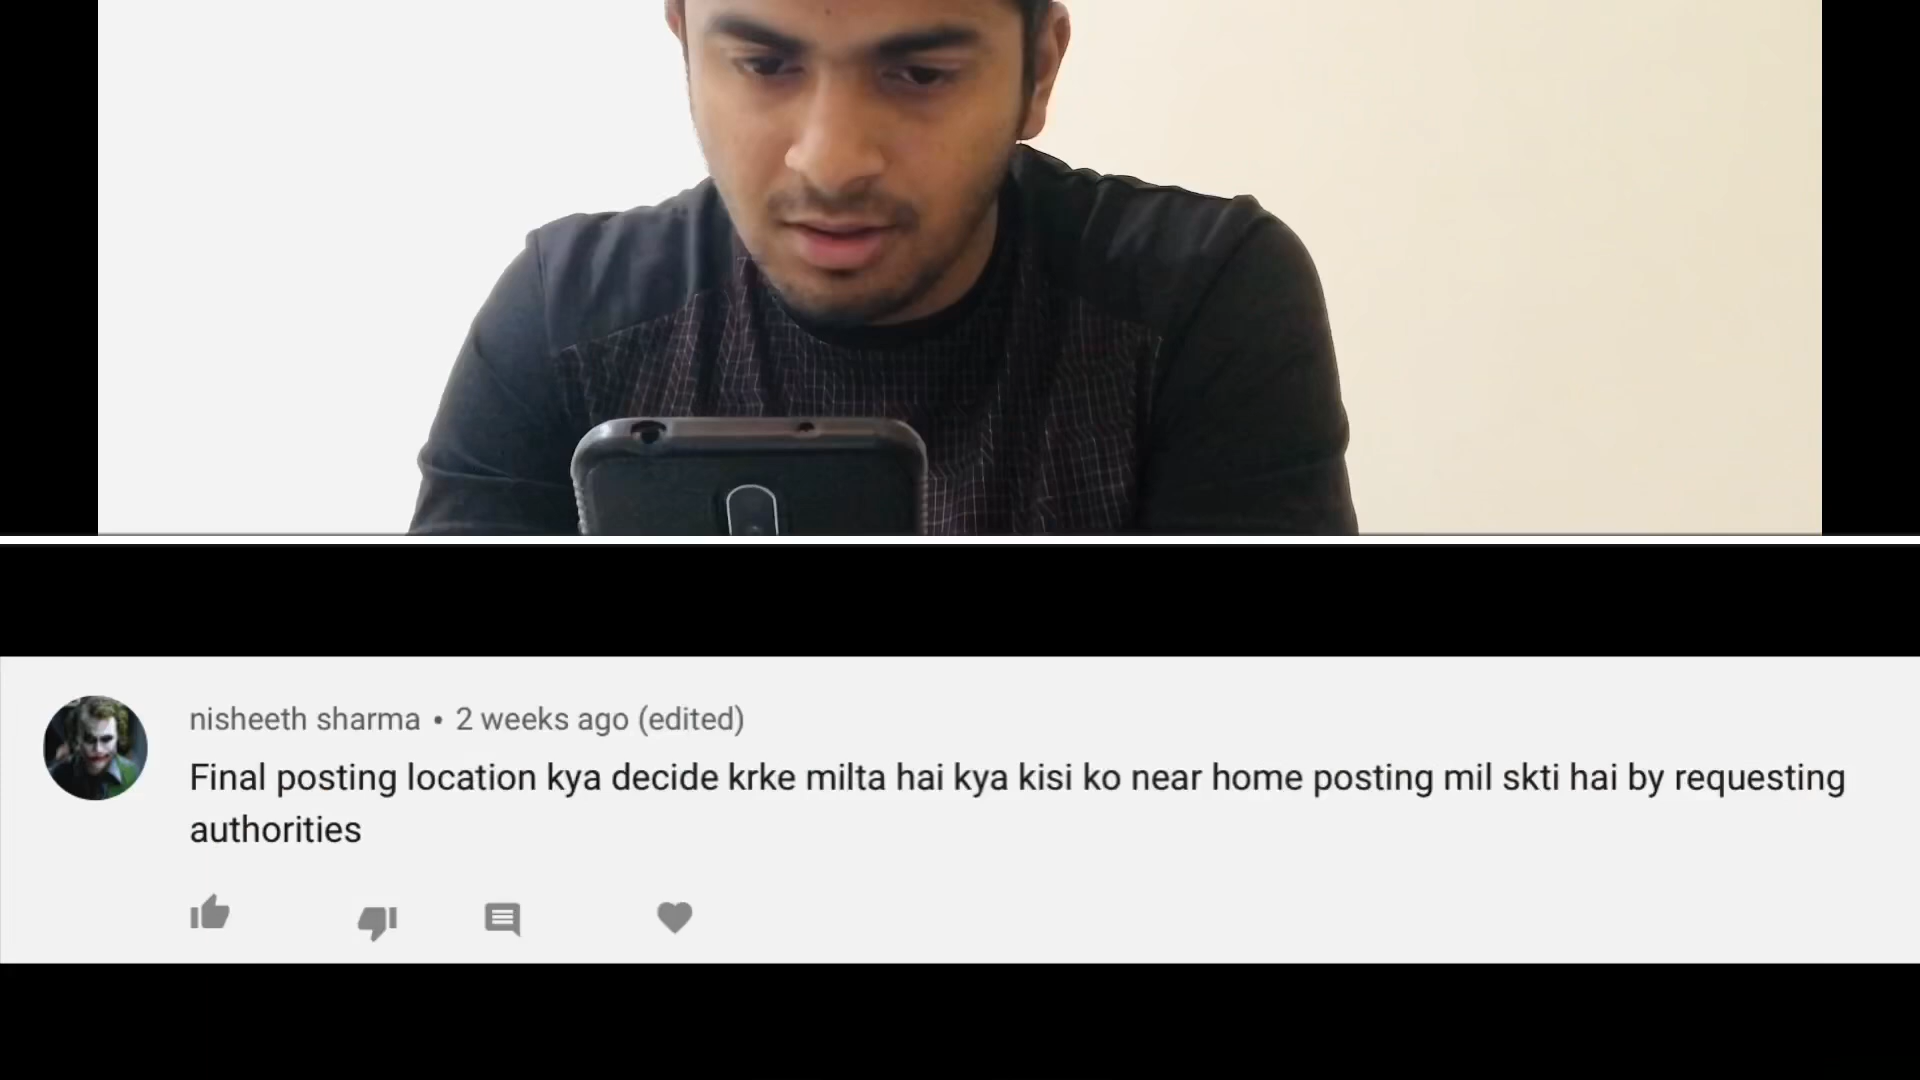 nisheeth sharma • 2 weeks ago (edited)
Final posting location kya decide krke milta hai kya kisi ko near home posting mil skti hai by requesting
authorities